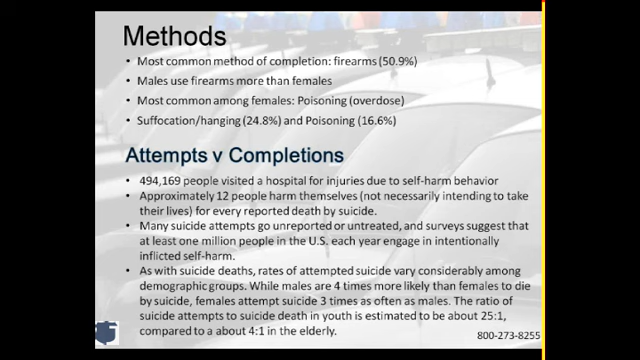 Methods
• Most common method of completion: firearms (50.9%)
• Males use firearms more than females
• Most common among females: Poisoning (overdose)
• Suffocation/hanging (24.8%) and Poisoning (16.6%)
Attempts v Completions
• 494,169 people visited a hospital for injuries due to self-harm behavior
• Approximately 12 people harm themselves (not necessarily intending to take
their lives) for every reported death by suicide.
• Many suicide attempts go unreported or untreated, and surveys suggest that
at least one million people in the U.S. each year engage in intentionally
inflicted self-harm.
• As with suicide deaths, rates of attempted suicide vary considerably among
demographic groups. While males are 4 times more likely than females to die
by suicide, females attempt suicide 3 times as often as males. The ratio of
suicide attempts to suicide death in youth is estimated to be about 25:1,
compared to a about 4:1 in the elderly.
800-273-8255